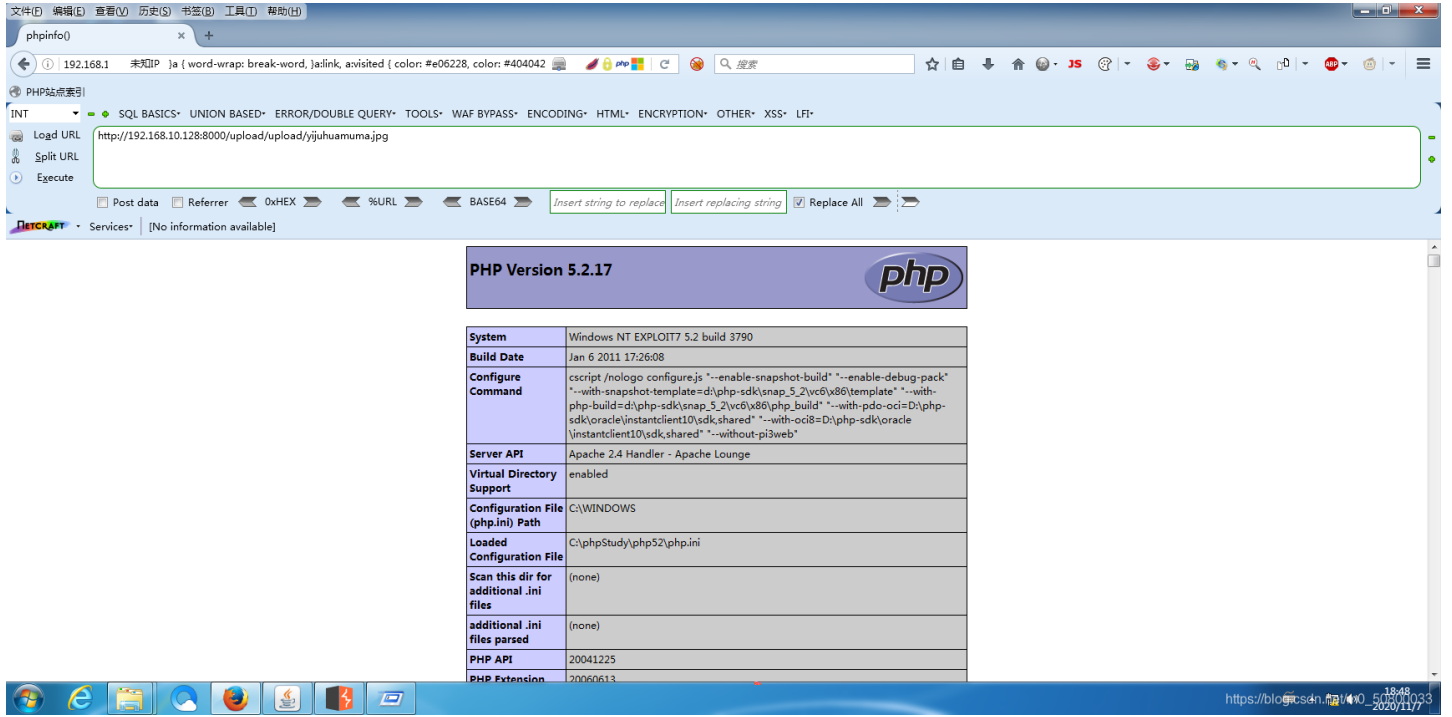 文件(F) 编辑(E) 查看(V) 历史(S) 书签(B) 工具(T) 帮助(H)
phpinfo()
192.168.1 未知IP }a { word-wrap: break-word, }a:link, a:visited { color: #e06228, color: #404042
php
搜索
JS
ABP
PHP站点索引
INT
SQL BASICS UNION BASED ERROR/DOUBLE QUERY TOOLS WAF BYPASS ENCODING HTML ENCRYPTION OTHER XSS LFI
Load URL
http://192.168.10.128:8000/upload/upload/yijuhuamuma.jpg
Split URL
Execute
Post data Referrer 0xHEX %URL BASE64 Insert string to replace Insert replacing string Replace All
NETCRAFT Services [No information available]
PHP Version 5.2.17
php
System Windows NT EXPLOIT7 5.2 build 3790
Build Date Jan 6 2011 17:26:08
Configure cscript /nologo configure.js "--enable-snapshot-build" "--enable-debug-pack"
Command "--with-snapshot-template=d:\php-sdk\snap_5_2\vc6\x86\template" "--with-
php-build=d:\php-sdk\snap_5_2\vc6\x86\php_build" "--with-pdo-oci=D:\php-
sdk\oracle\instantclient10\sdk,shared" "--with-oci8=D:\php-sdk\oracle
\instantclient10\sdk,shared" "--without-pi3web"
Server API Apache 2.4 Handler - Apache Lounge
Virtual Directory enabled
Support
Configuration File C:\WINDOWS
(php.ini) Path
Loaded C:\phpStudy\php52\php.ini
Configuration File
Scan this dir for (none)
additional .ini
files
additional .ini (none)
files parsed
PHP API 20041225
PHP Extension 20060613
18:48
2020/11/7